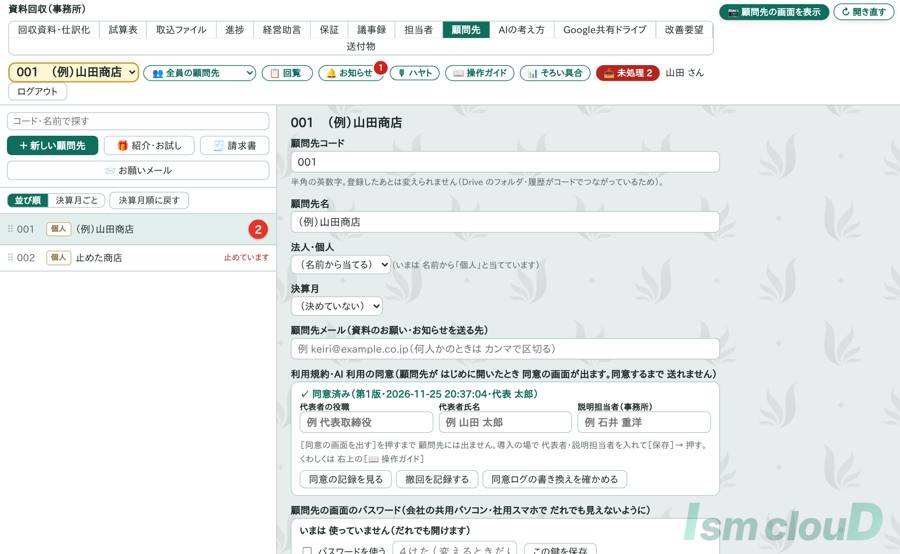 資料回収（事務所）
📷 顧問先の画面を表示
↻ 開き直す
回収資料・仕訳化 試算表 取込ファイル 進捗 経営助言 保証 議事録 担当者 顧問先 AIの考え方 Google共有ドライブ 改善要望
送付物
001 （例）山田商店
👥 全員の顧問先
📋 回覧
🔔 お知らせ 1
🎙 ハヤト
📖 操作ガイド
📊 そろい具合
📥 未処理 2
山田 さん
ログアウト
コード・名前で探す
＋ 新しい顧問先
🎁 紹介・お試し
🧾 請求書
📨 お願いメール
並び順 決算月ごと 決算月順に戻す
⠿ 001 個人 （例）山田商店 2
⠿ 002 個人 止めた商店 止めています
001 （例）山田商店
顧問先コード
001
半角の英数字。登録したあとは変えられません（Drive のフォルダ・履歴がコードでつながっているため）。
顧問先名
（例）山田商店
法人・個人
（名前から当てる） （いまは 名前から「個人」と当てています）
決算月
（決めていない）
顧問先メール（資料のお願い・お知らせを送る先）
例 keiri@example.co.jp（何人かのときは カンマで区切る）
利用規約・AI 利用の同意（顧問先が はじめに開いたとき 同意の画面が出ます。同意するまで 送れません）
✓ 同意済み（第1版・2026-11-25 20:37:04・代表 太郎）
代表者の役職 代表者氏名 説明担当者（事務所）
例 代表取締役 例 山田 太郎 例 石井 重洋
［同意の画面を出す］を押すまで 顧問先には出ません。導入の場で 代表者・説明担当者を入れて［保存］→ 押す。
くわしくは 右上の［📖 操作ガイド］
同意の記録を見る 撤回を記録する 同意ログの書き換えを確かめる
顧問先の画面のパスワード（会社の共用パソコン・社用スマホで だれでも見えないように）
いまは 使っていません（だれでも開けます）
パスワードを使う 4けた（変えるときだけ この鍵を保存
Ism clouD